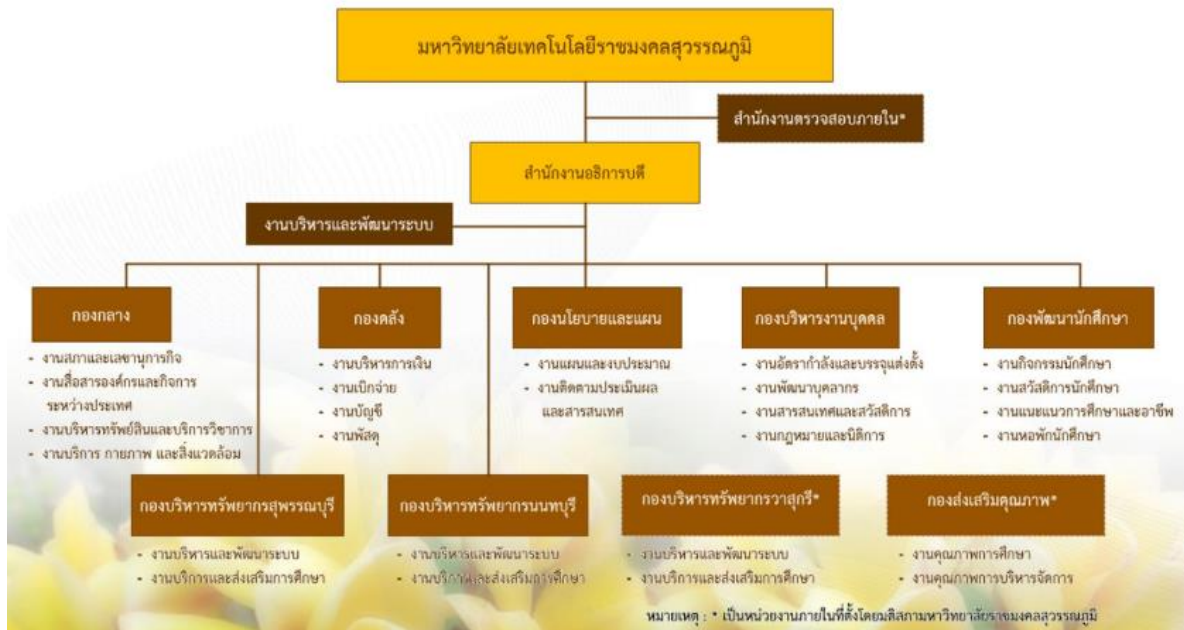 มหาวิทยาลัยเทคโนโลยีราชมงคลสุวรรณภูมิ
สำนักงานตรวจสอบภายใน*
สำนักงานอธิการบดี
งานบริหารและพัฒนาระบบ
กองกลาง
- งานสภาและเลขานุการกิจ
- งานสื่อสารองค์กรและกิจการ
ระหว่างประเทศ
- งานบริหารทรัพย์สินและบริการวิชาการ
- งานบริการ กายภาพ และสิ่งแวดล้อม
กองคลัง
- งานบริหารการเงิน
- งานเบิกจ่าย
- งานบัญชี
- งานพัสดุ
กองนโยบายและแผน
- งานแผนและงบประมาณ
- งานติดตามประเมินผล
และสารสนเทศ
กองบริหารงานบุคคล
- งานอัตรากำลังและบรรจุแต่งตั้ง
- งานพัฒนาบุคลากร
- งานสารสนเทศและสวัสดิการ
- งานกฎหมายและนิติการ
กองพัฒนานักศึกษา
- งานกิจกรรมนักศึกษา
- งานสวัสดิการนักศึกษา
- งานแนะแนวการศึกษาและอาชีพ
- งานหอพักนักศึกษา
กองบริหารทรัพยากรสุพรรณบุรี
- งานบริหารและพัฒนาระบบ
- งานบริการและส่งเสริมการศึกษา
กองบริหารทรัพยากรนนทบุรี
- งานบริหารและพัฒนาระบบ
- งานบริการและส่งเสริมการศึกษา
กองบริหารทรัพยากรวาสุกรี*
- งานบริหารและพัฒนาระบบ
- งานบริการและส่งเสริมการศึกษา
กองส่งเสริมคุณภาพ*
- งานคุณภาพการศึกษา
- งานคุณภาพการบริหารจัดการ
หมายเหตุ : * เป็นหน่วยงานภายในที่ตั้งโดยมติสภามหาวิทยาลัยราชมงคลสุวรรณภูมิ